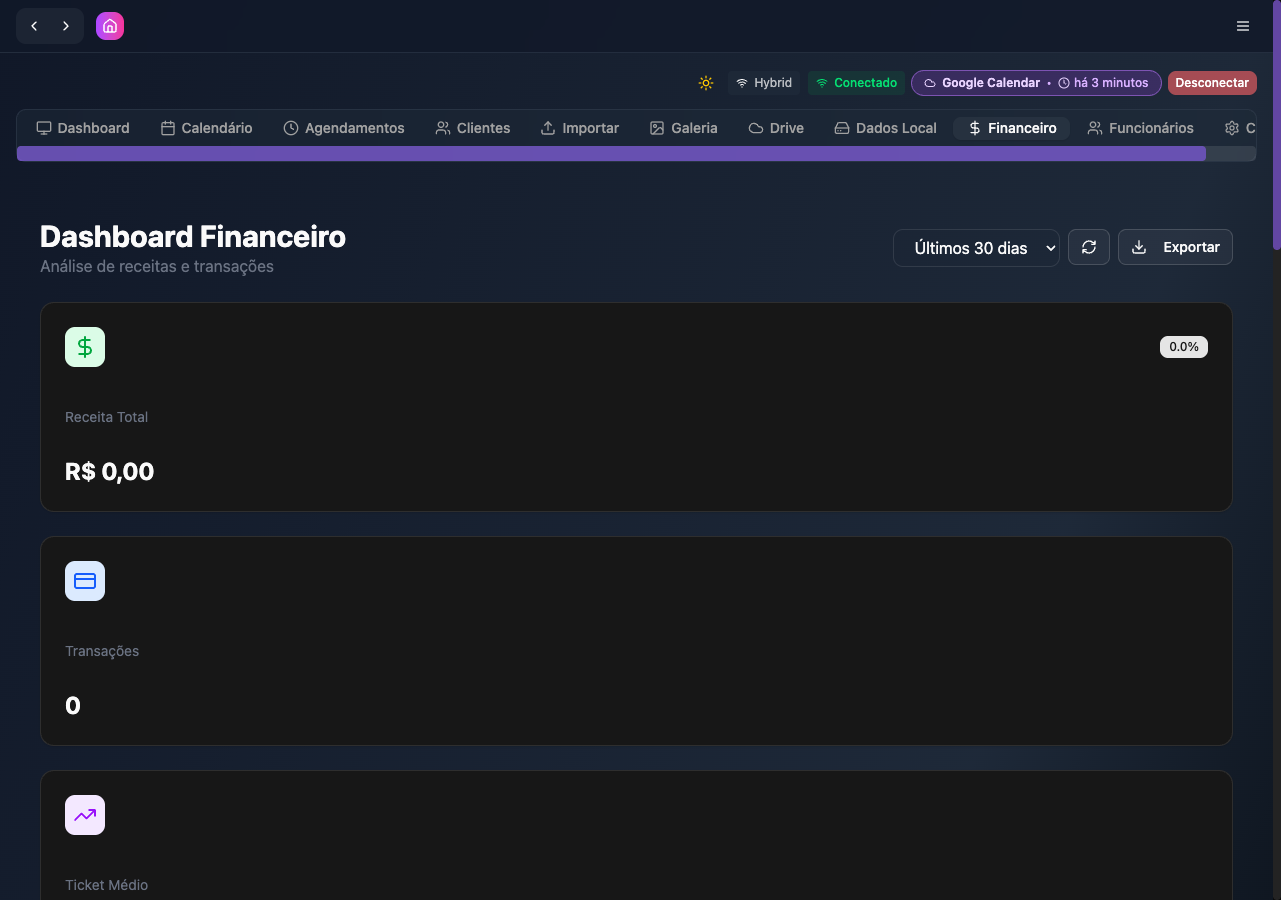 Hybrid Conectado Google Calendar • há 3 minutos Desconectar
Dashboard Calendário Agendamentos Clientes Importar Galeria Drive Dados Local Financeiro Funcionários C
Dashboard Financeiro
Análise de receitas e transações
Últimos 30 dias Exportar
0.0%
Receita Total
R$ 0,00
Transações
0
Ticket Médio